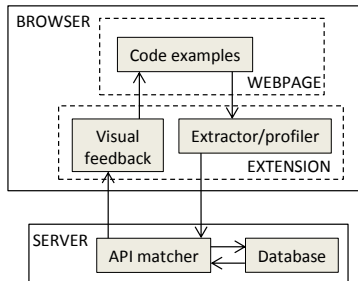 BROWSER
Code examples
WEBPAGE
Visual
feedback
Extractor/profiler
EXTENSION
SERVER
API matcher
Database